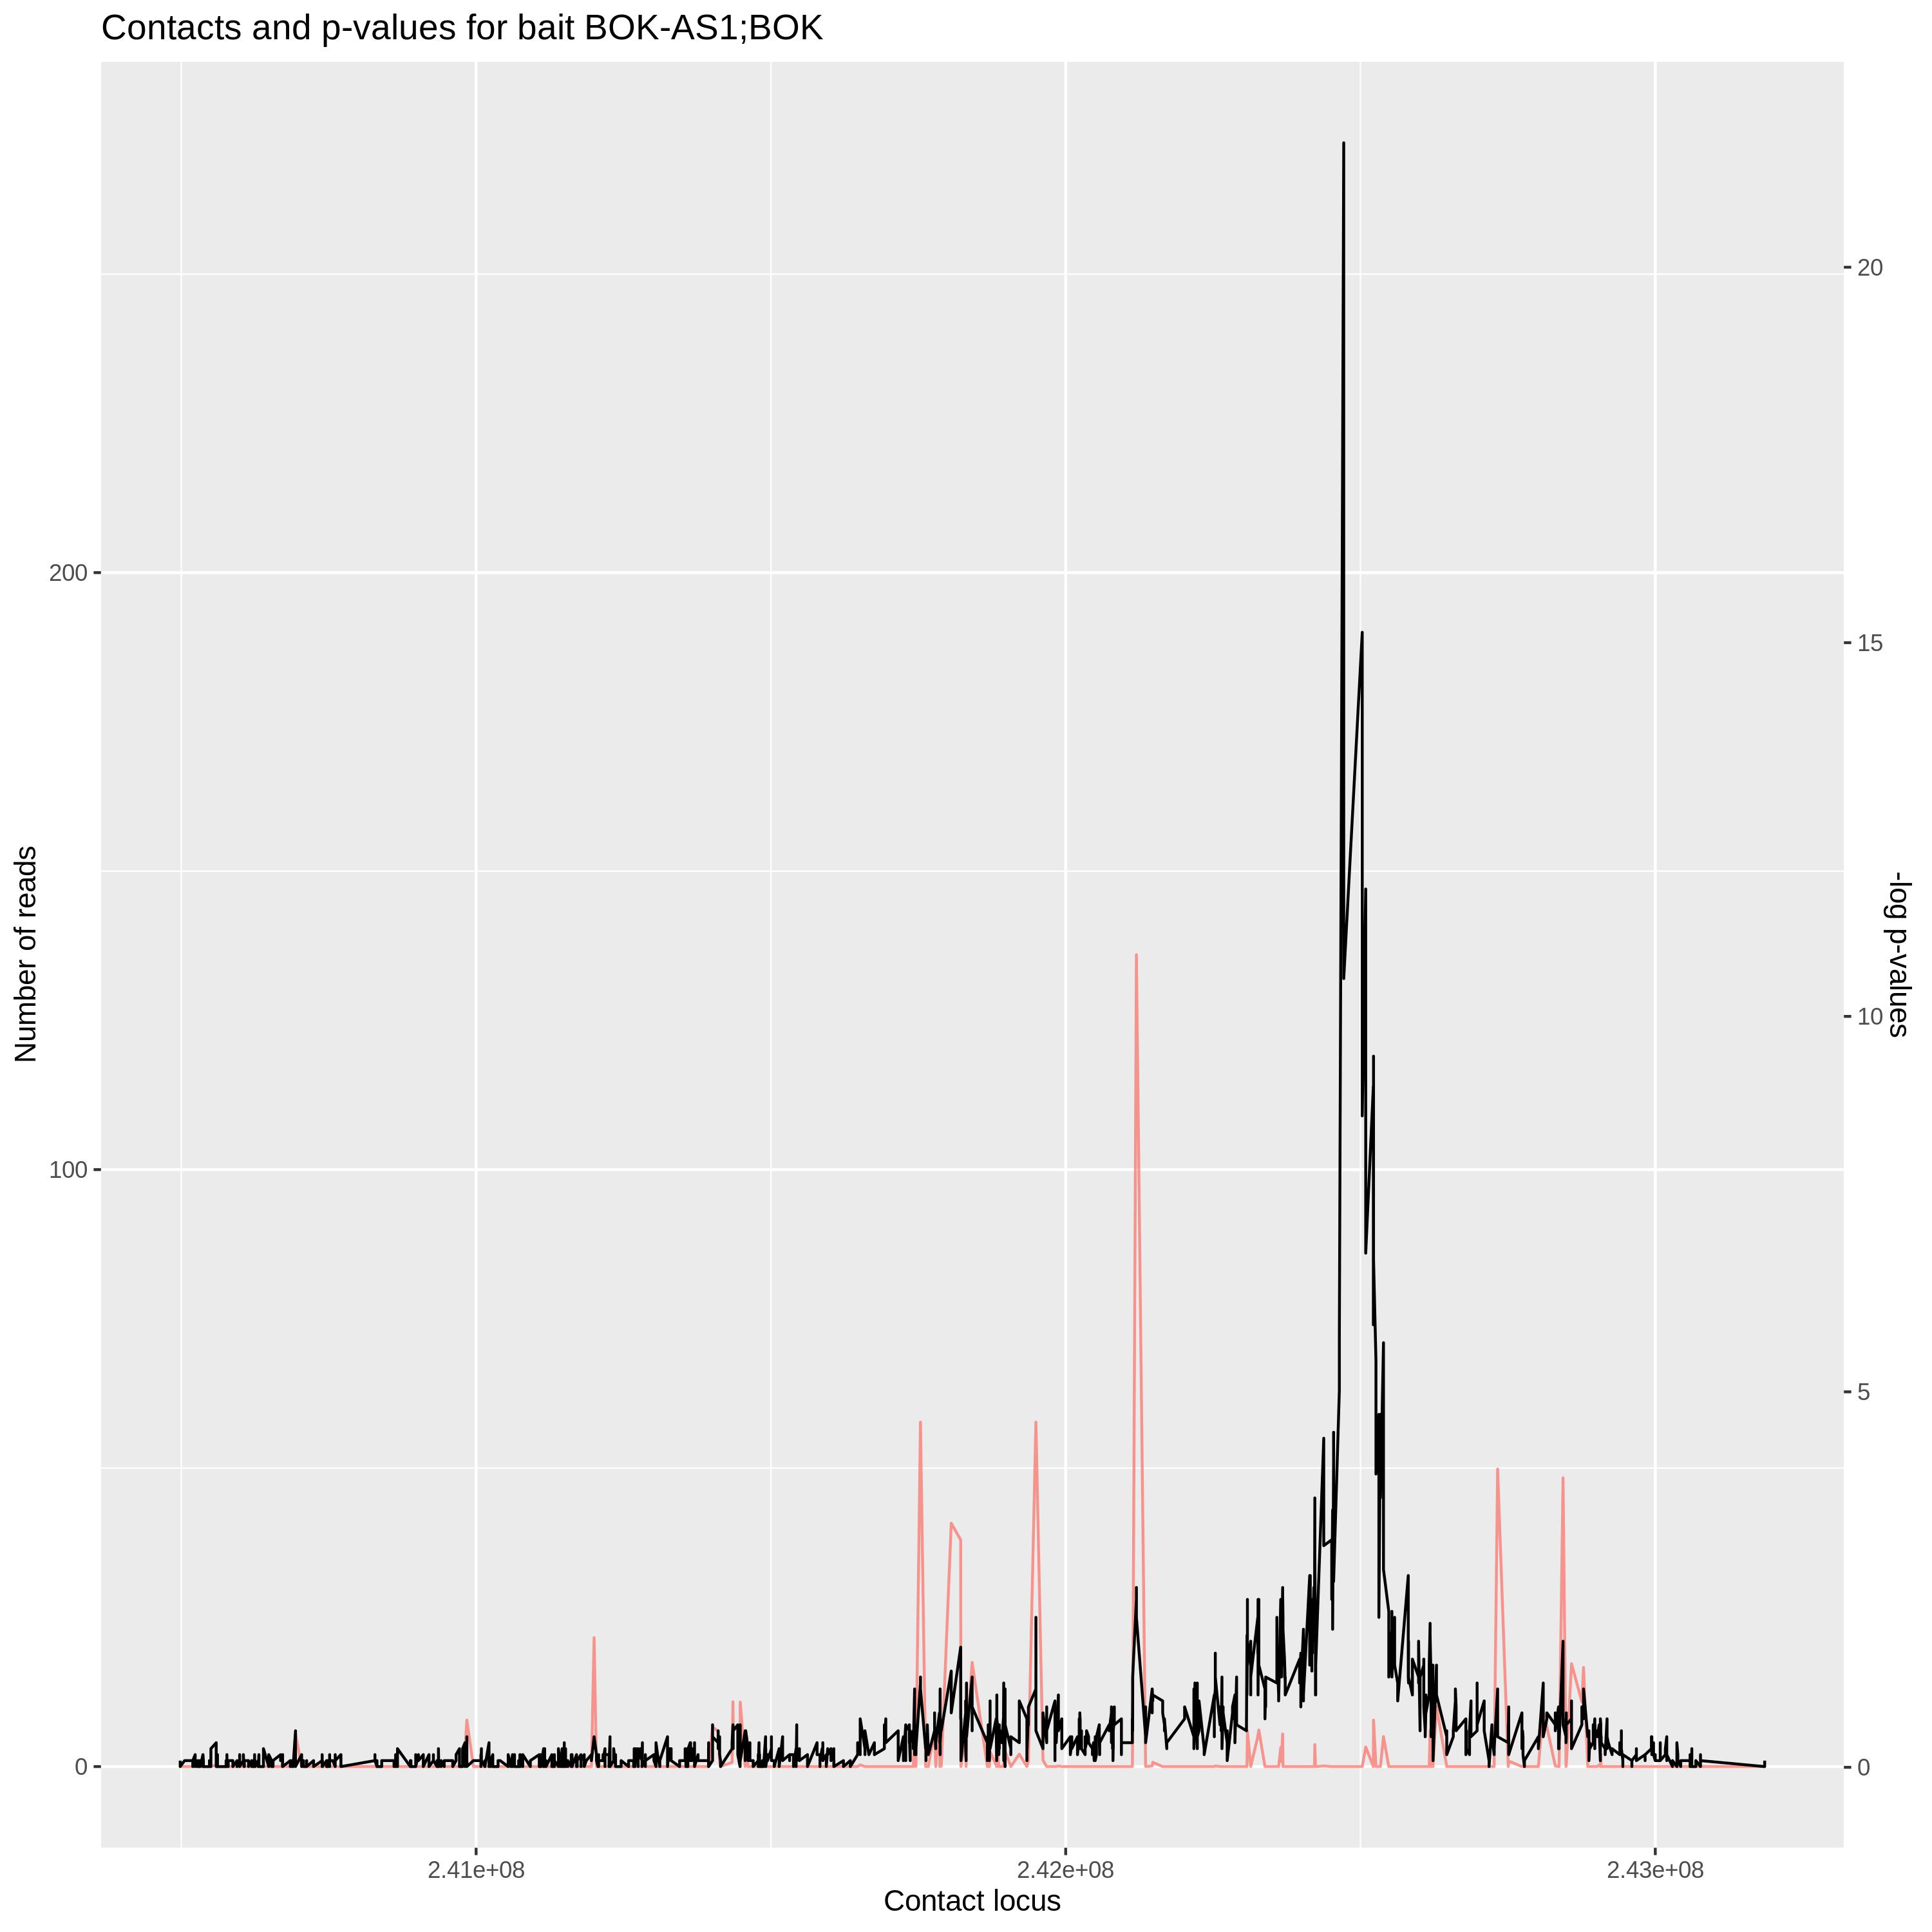 Contacts and p-values for bait BOK-AS1;BOK
200
100
0
Number of reads
20
15
10
5
0
-log p-values
2.41e+08
2.42e+08
2.43e+08
Contact locus